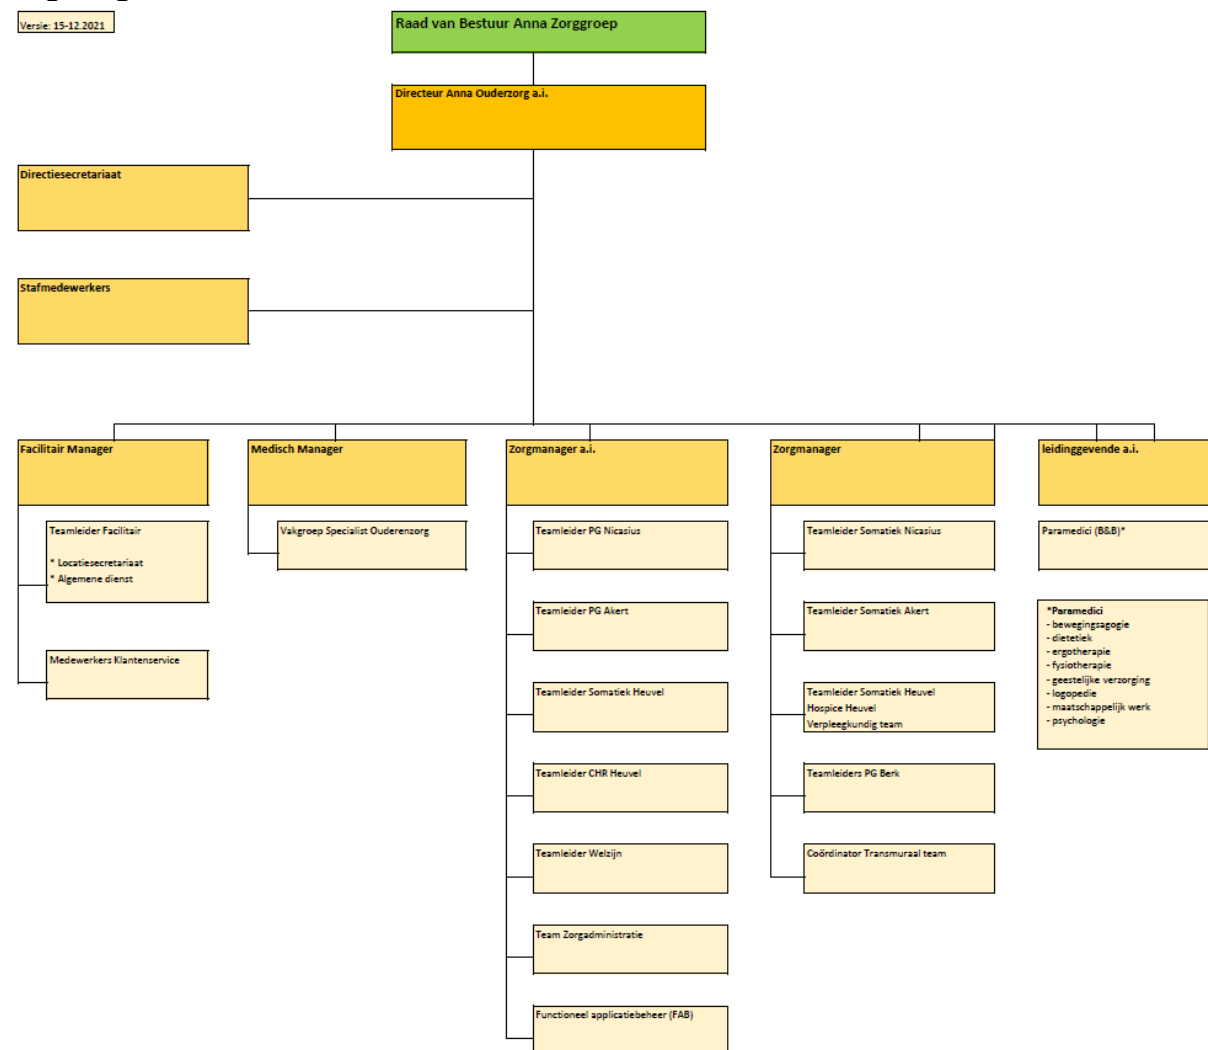 Versie: 15-12.2021
Raad van Bestuur Anna Zorggroep
Directeur Anna Ouderzorg a.i.
Directiesecretariaat
Stafmedewerkers
Facilitair Manager
Teamleider Facilitair
* Locatiesecretariaat
* Algemene dienst
Medewerkers Klantenservice
Medisch Manager
Vakgroep Specialist Ouderenzorg
Zorgmanager a.i.
Teamleider PG Nicasius
Teamleider PG Akert
Teamleider Somatiek Heuvel
Teamleider CHR Heuvel
Teamleider Welzijn
Team Zorgadministratie
Functioneel applicatiebeheer (FAB)
Zorgmanager
Teamleider Somatiek Nicasius
Teamleider Somatiek Akert
Teamleider Somatiek Heuvel
Hospice Heuvel
Verpleegkundig team
Teamleiders PG Berk
Coördinator Transmuraal team
leidinggevende a.i.
Paramedici (B&B)*
*Paramedici
- bewegingsagogie
- dietetiek
- ergotherapie
- fysiotherapie
- geestelijke verzorging
- logopedie
- maatschappelijk werk
- psychologie